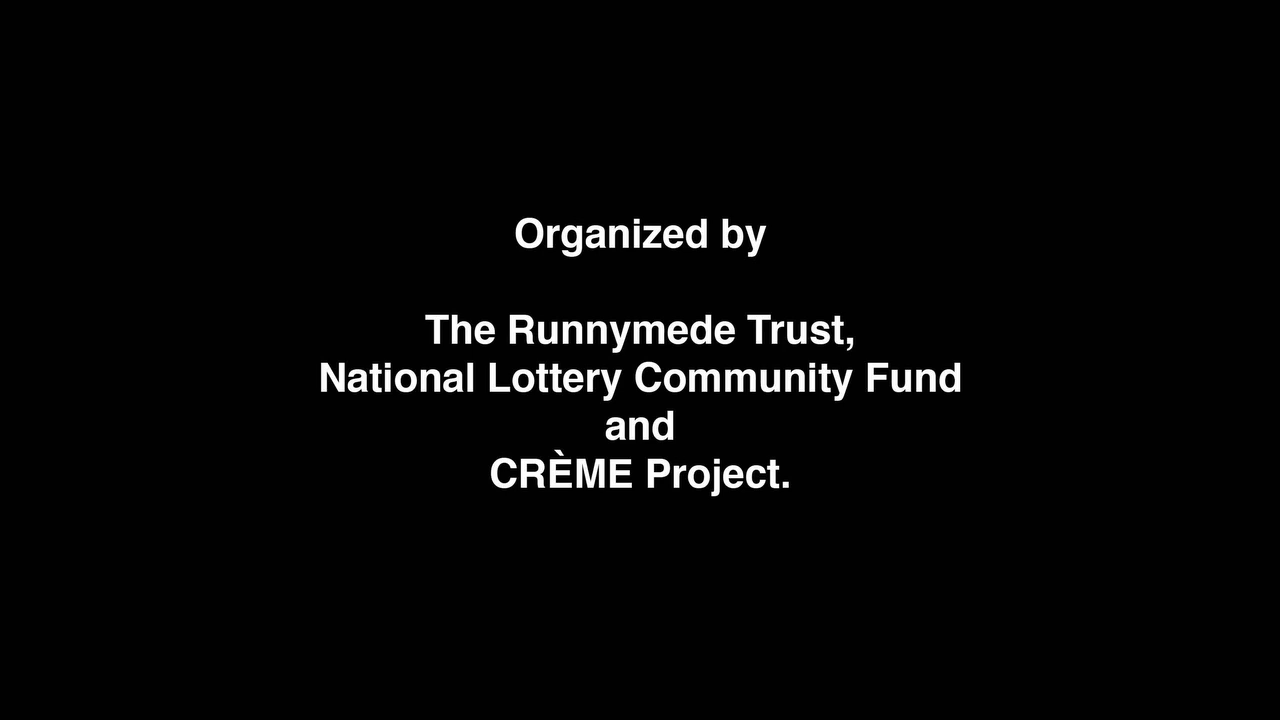 Organized by
The Runnymede Trust,
National Lottery Community Fund
and
CRÈME Project.